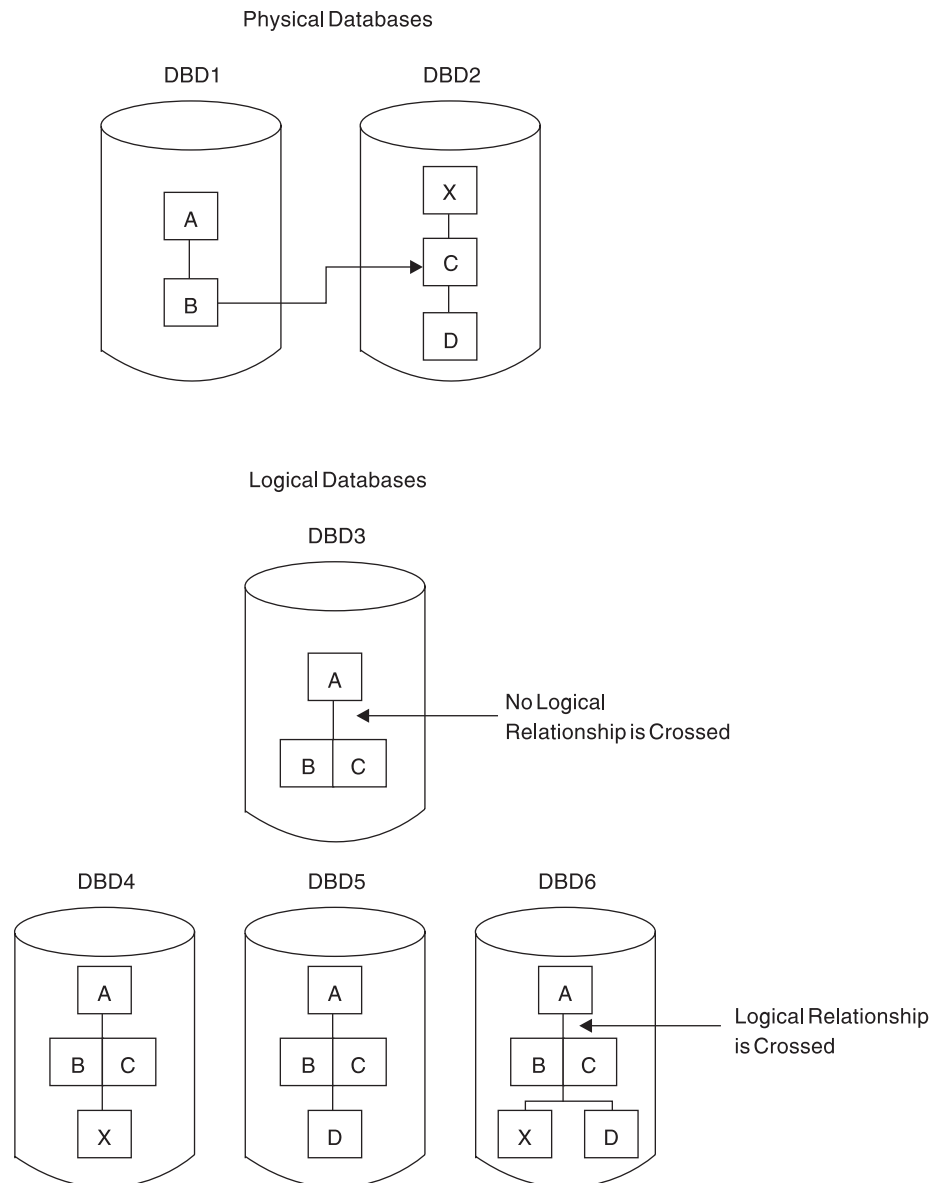 Physical Databases
DBD1 DBD2
A
B
X
C
D
Logical Databases
DBD3
A
B C
No Logical
Relationship is Crossed
DBD4 DBD5 DBD6
A
B C
X
A
B C
D
A
B C
X D
Logical Relationship
is Crossed